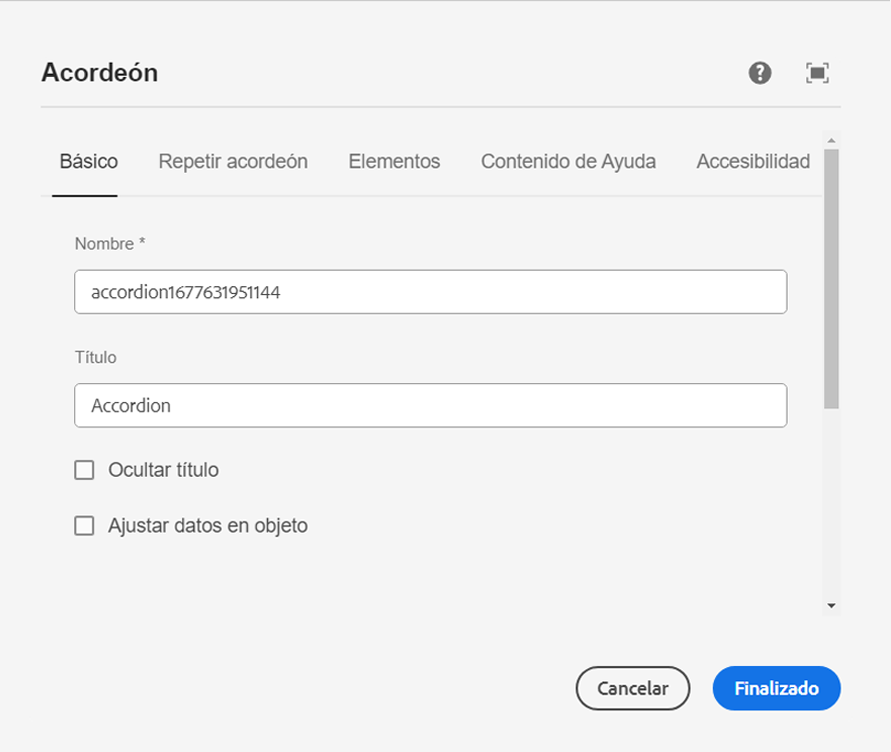 Acordeón
Básico Repetir acordeón Elementos Contenido de Ayuda Accesibilidad
Nombre *
accordion1677631951144
Título
Accordion
Ocultar título
Ajustar datos en objeto
Cancelar Finalizado